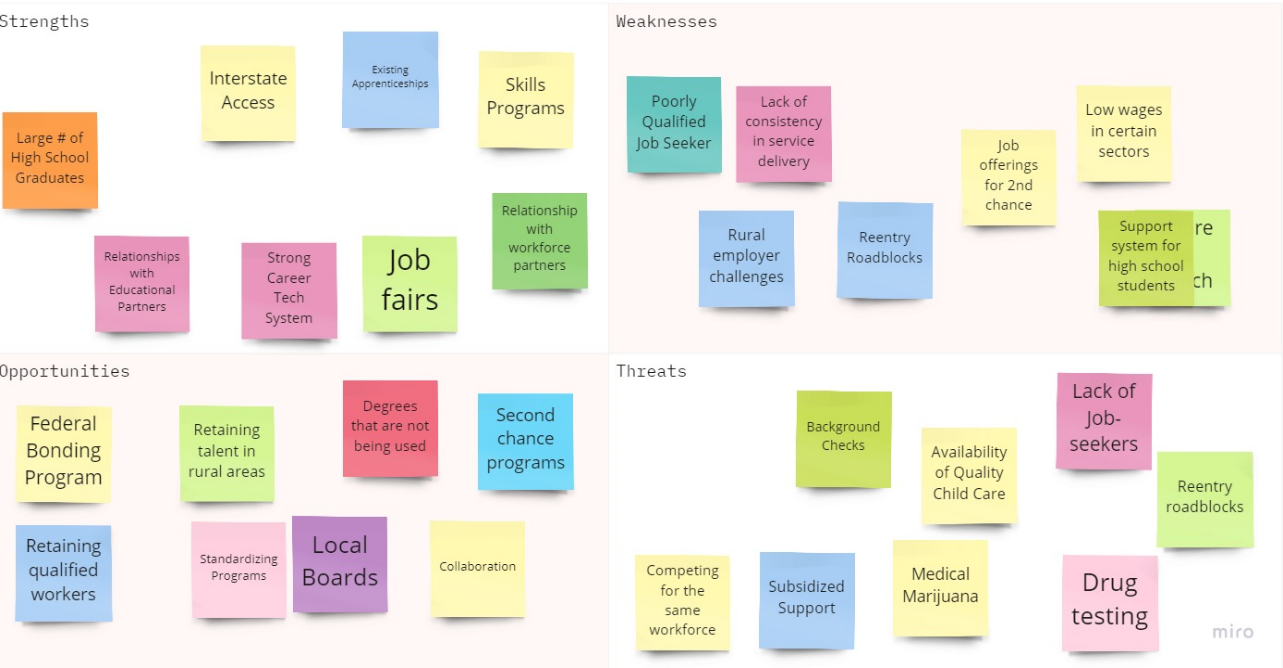 Strengths
Interstate
Access
Existing
Apprenticeships
Skills
Programs
Large # of
High School
Graduates
Relationships
with
Educational
Partners
Strong
Career
Tech
System
Job
fairs
Relationship
with
workforce
partners
Weaknesses
Poorly
Qualified
Job Seeker
Lack of
consistency
in service
delivery
Job
offerings
for 2nd
chance
Low wages
in certain
sectors
Rural
employer
challenges
Reentry
Roadblocks
Support
system for
high school
students
re
ch
Opportunities
Federal
Bonding
Program
Retaining
talent in
rural areas
Degrees
that are not
being used
Second
chance
programs
Retaining
qualified
workers
Standardizing
Programs
Local
Boards
Collaboration
Threats
Background
Checks
Availability
of Quality
Child Care
Lack of
Job-
seekers
Reentry
roadblocks
Competing
for the
same
workforce
Subsidized
Support
Medical
Marijuana
Drug
testing
miro